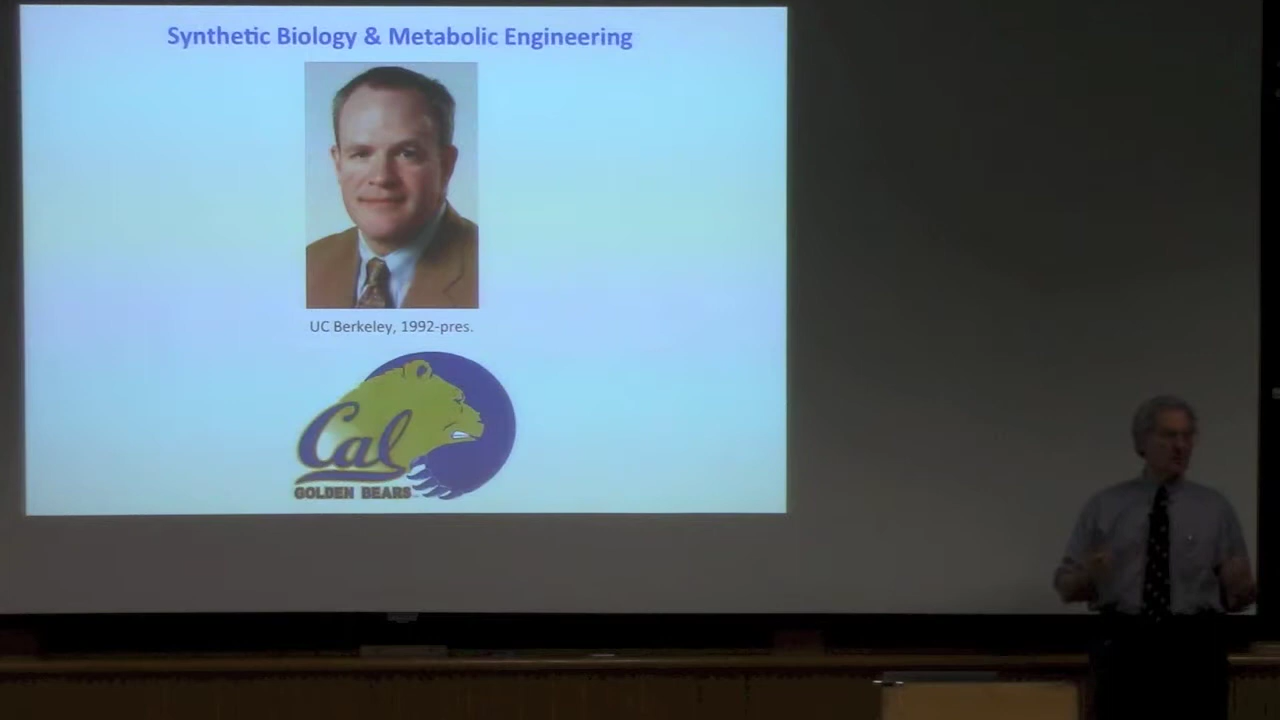 Synthetic Biology & Metabolic Engineering
UC Berkeley, 1992-pres.
Cal
GOLDEN BEARS